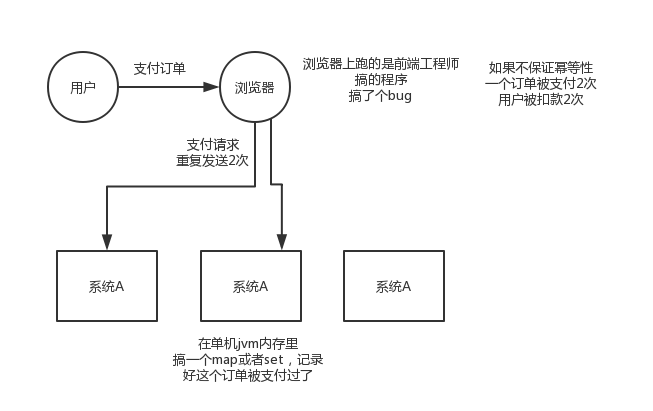 用户
支付订单
浏览器
浏览器上跑的是前端工程师
搞的程序
搞了个bug
如果不保证幂等性
一个订单被支付2次
用户被扣款2次
支付请求
重复发送2次
系统A
系统A
系统A
在单机jvm内存里
搞一个map或者set，记录
好这个订单被支付过了